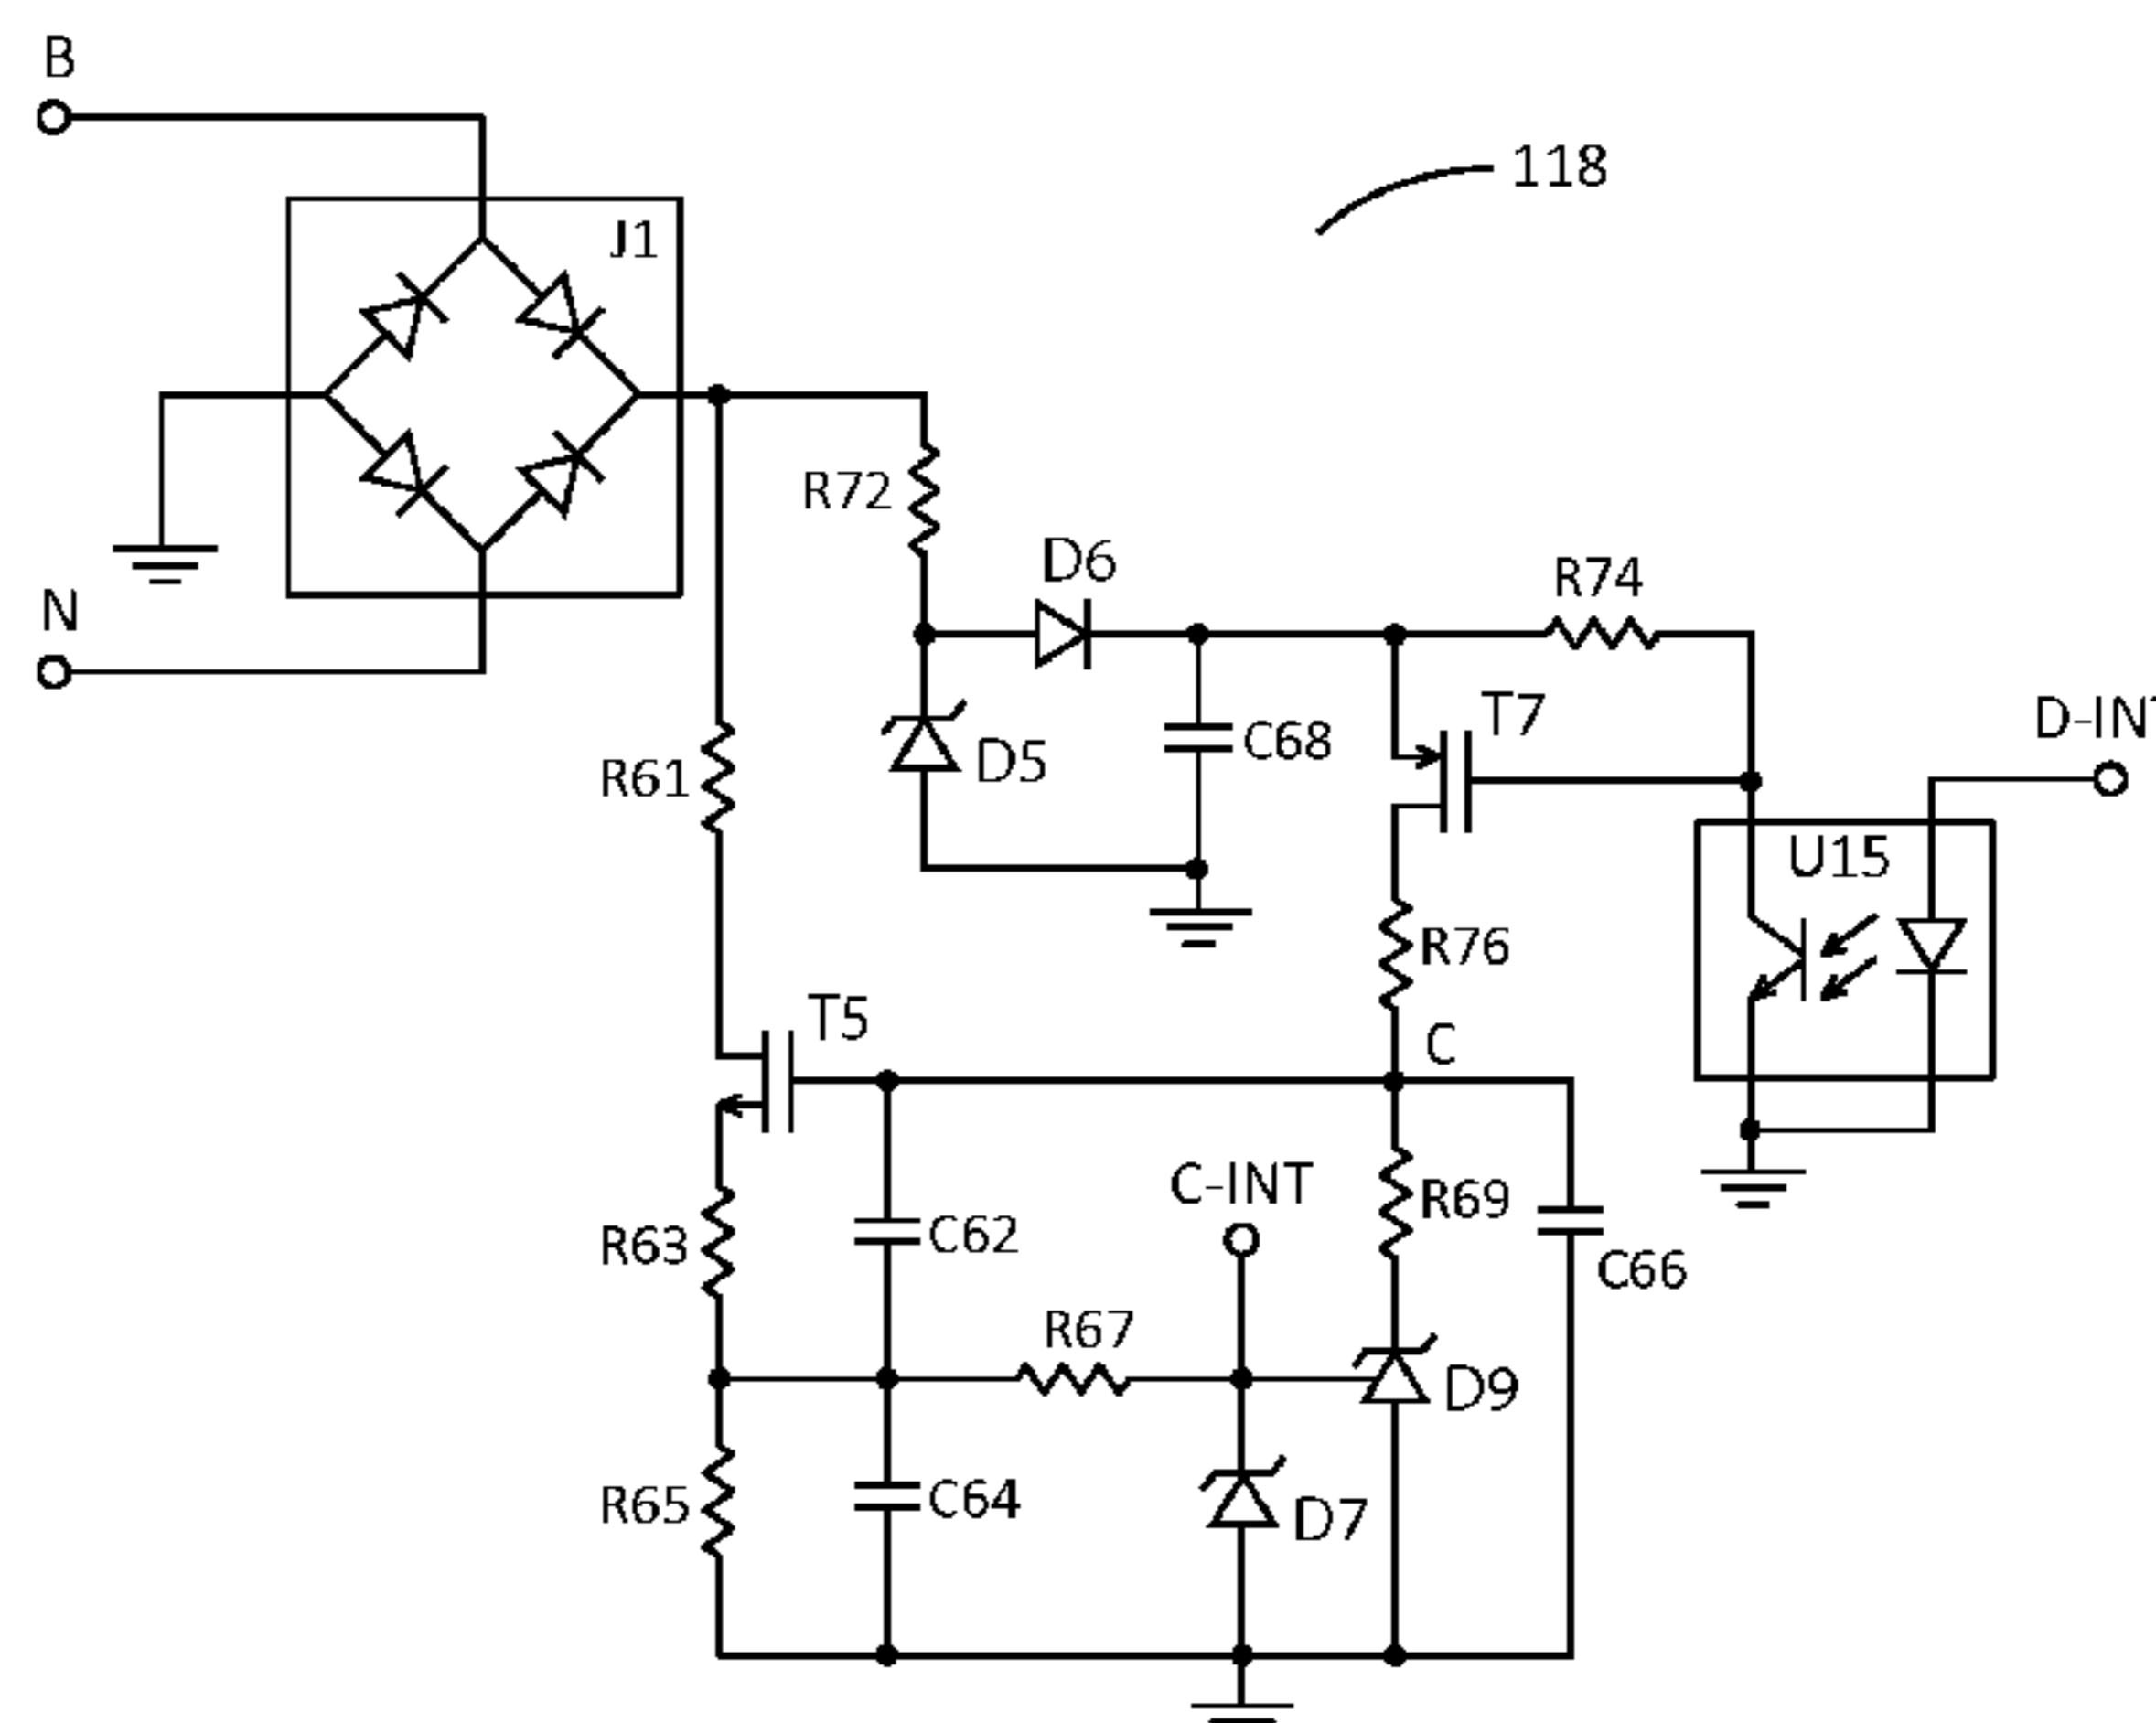 B
118
J1
R72
D6
R74
N
T7
D-INT
C68
D5
R61
U15
R76
T5
C
C-INT
R69
R63
C62
C66
R67
D9
R65
C64
D7